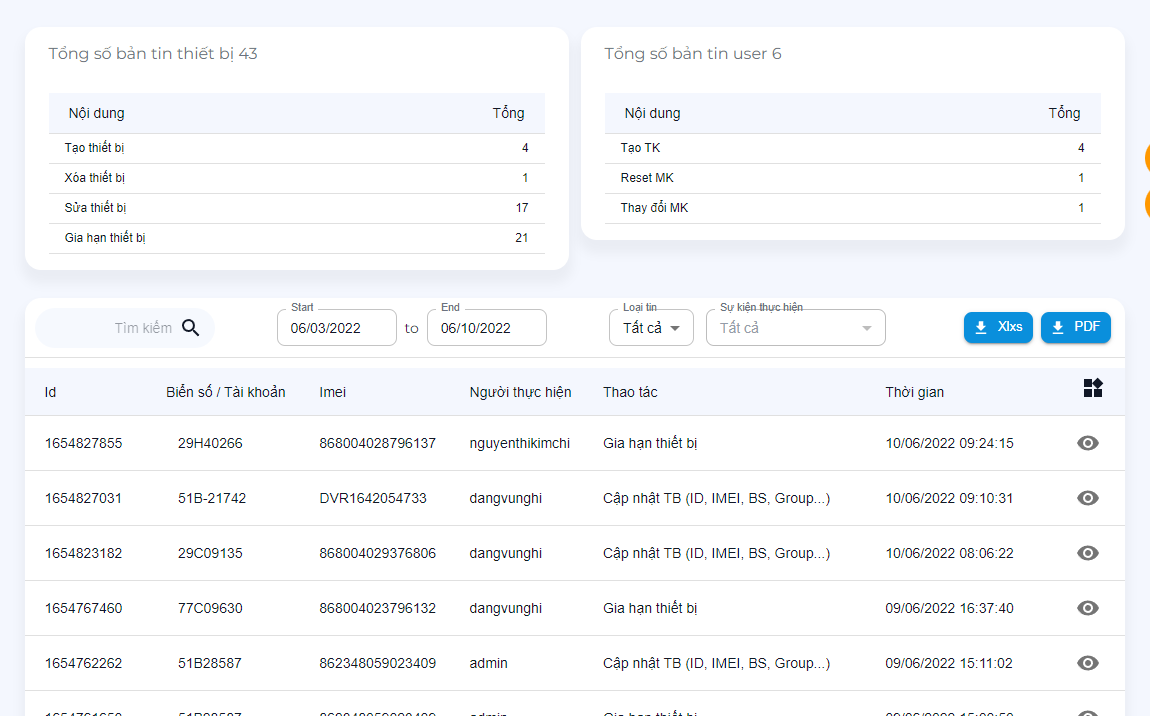 Tổng số bản tin thiết bị 43
Nội dung Tổng
Tạo thiết bị 4
Xóa thiết bị 1
Sửa thiết bị 17
Gia hạn thiết bị 21
Tổng số bản tin user 6
Nội dung Tổng
Tạo TK 4
Reset MK 1
Thay đổi MK 1
Tìm kiếm
Start
06/03/2022
to
End
06/10/2022
Loại tin
Tất cả
Sự kiện thực hiện
Tất cả
Xlxs
PDF
Id Biển số / Tài khoản Imei Người thực hiện Thao tác Thời gian
1654827855 29H40266 868004028796137 nguyenthikimchi Gia hạn thiết bị 10/06/2022 09:24:15
1654827031 51B-21742 DVR1642054733 dangvunghi Cập nhật TB (ID, IMEI, BS, Group...) 10/06/2022 09:10:31
1654823182 29C09135 868004029376806 dangvunghi Cập nhật TB (ID, IMEI, BS, Group...) 10/06/2022 08:06:22
1654767460 77C09630 868004023796132 dangvunghi Gia hạn thiết bị 09/06/2022 16:37:40
1654762262 51B28587 862348059023409 admin Cập nhật TB (ID, IMEI, BS, Group...) 09/06/2022 15:11:02
admin Gia hạn thiết bị